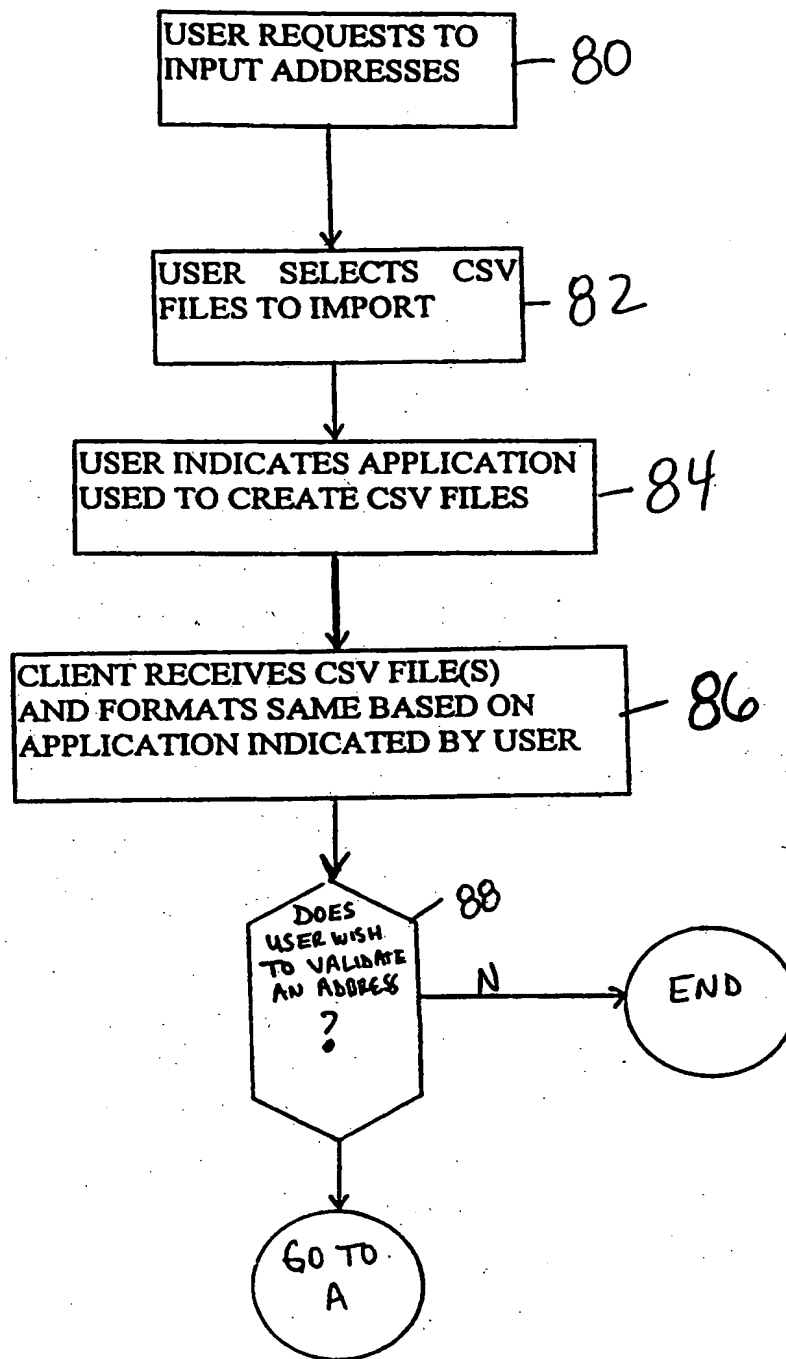 USER REQUESTS TO
INPUT ADDRESSES
80
USER SELECTS CSV
FILES TO IMPORT
82
USER INDICATES APPLICATION
USED TO CREATE CSV FILES
84
CLIENT RECEIVES CSV FILE(S)
AND FORMATS SAME BASED ON
APPLICATION INDICATED BY USER
86
DOES
USER WISH
TO VALIDATE
AN ADDRESS
?
88
N
END
GO TO
A